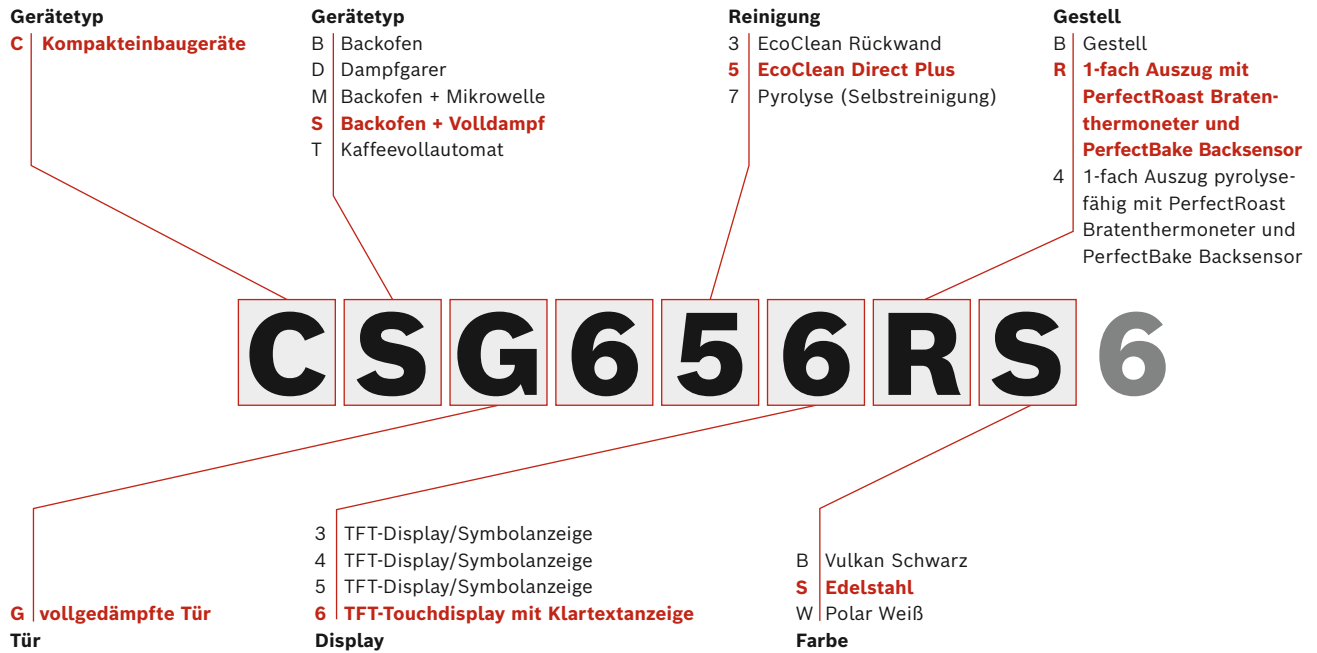 Gerätetyp
C Kompakteinbaugeräte
Gerätetyp
B Backofen
D Dampfgarer
M Backofen + Mikrowelle
S Backofen + Volldampf
T Kaffeevollautomat
Reinigung
3 EcoClean Rückwand
5 EcoClean Direct Plus
7 Pyrolyse (Selbstreinigung)
Gestell
B Gestell
R 1-fach Auszug mit
PerfectRoast Braten-
thermoneter und
PerfectBake Backsensor
4 1-fach Auszug pyrolyse-
fähig mit PerfectRoast
Bratenthermoneter und
PerfectBake Backsensor
CSG656RS6
G vollgedämpfte Tür
Tür
3 TFT-Display/Symbolanzeige
4 TFT-Display/Symbolanzeige
5 TFT-Display/Symbolanzeige
6 TFT-Touchdisplay mit Klartextanzeige
Display
B Vulkan Schwarz
S Edelstahl
W Polar Weiß
Farbe